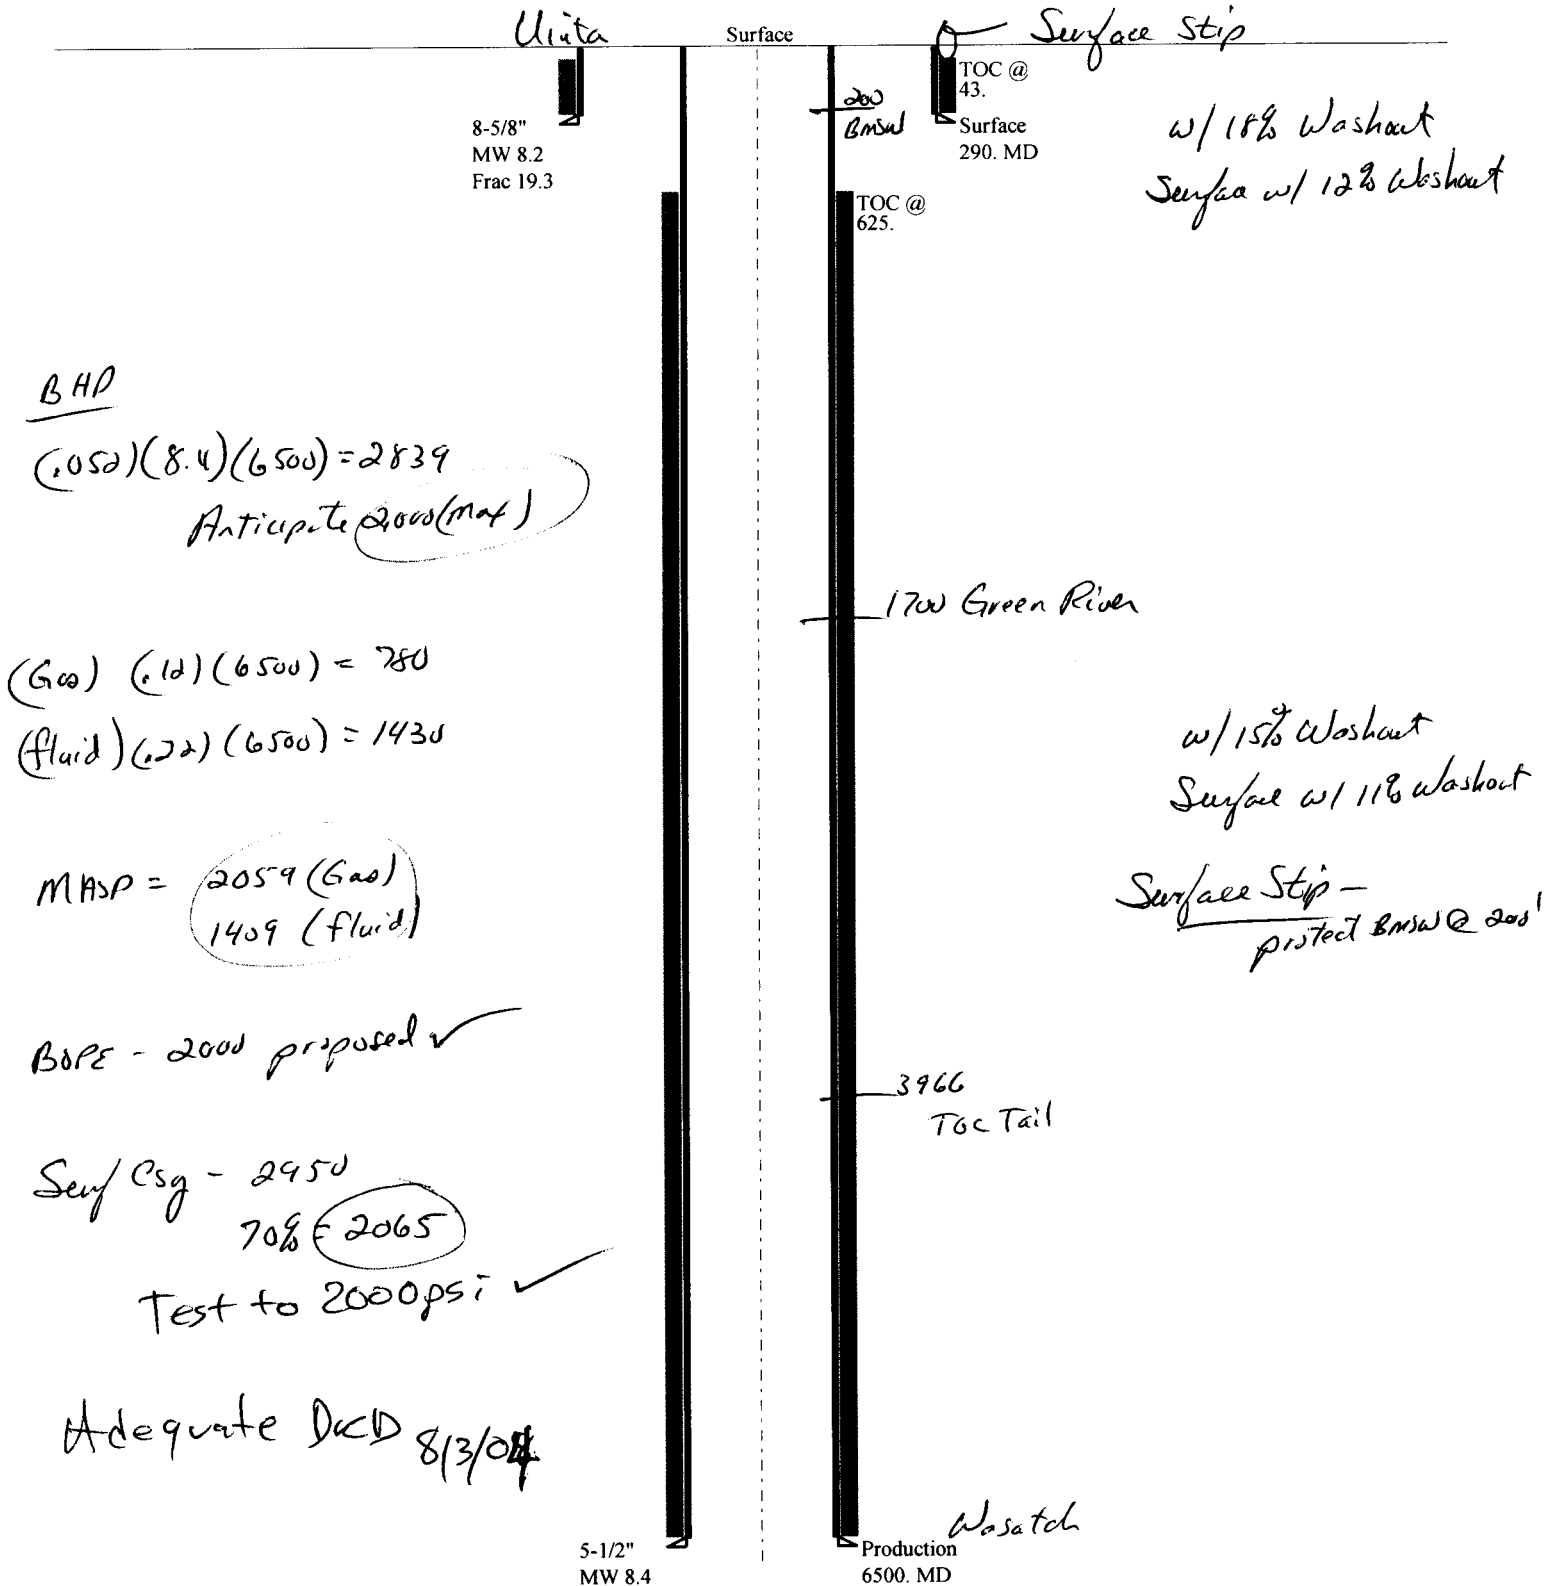 Uinta
Surface
Surface Stip
TOC @
43.
200
BMSW
8-5/8"
MW 8.2
Frac 19.3
Surface
290. MD
w/ 18% Washout
Surface w/ 12% Washout
TOC @
625.
BHP
(.052)(8.4)(6500)=2839
Anticipate 2000(max)
1700 Green River
(Gas) (.12)(6500) = 780
(fluid)(.22)(6500) = 1430
w/ 15% Washout
Surface w/ 11% Washout
MASP = 2059 (Gas)
1409 (fluid)
Surface Stip -
protect BMSW @ 200'
BOPE - 2000 proposed ✓
3966
TOC Tail
Surf Csg - 2950
70% = 2065
Test to 2000psi ✓
Adequate DKD 8/3/04
Wasatch
5-1/2"
MW 8.4
Production
6500. MD